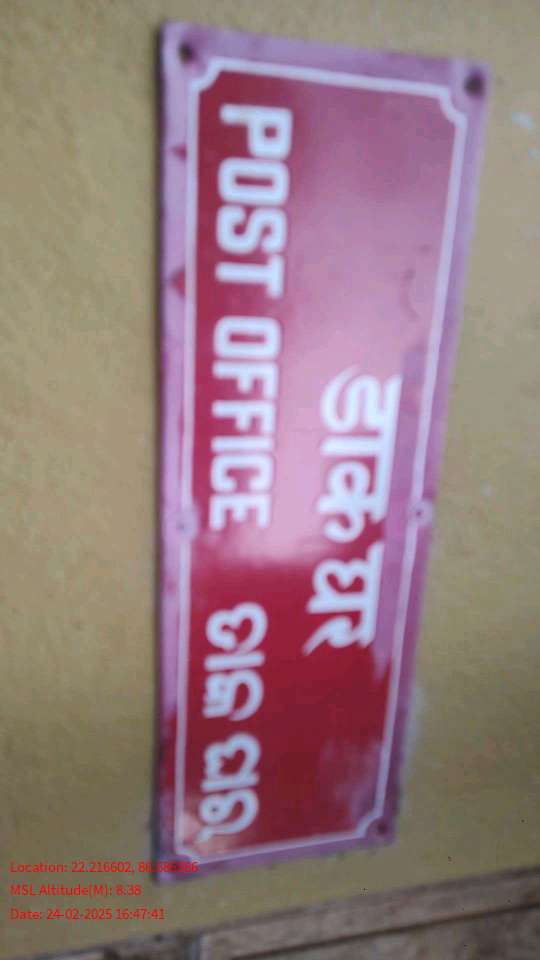 डाक घर
POST OFFICE ଡାକ ଘର
Location: 22.216602, 86.
MSL Altitude(M): 8.38
Date: 24-02-2025 16:47:41